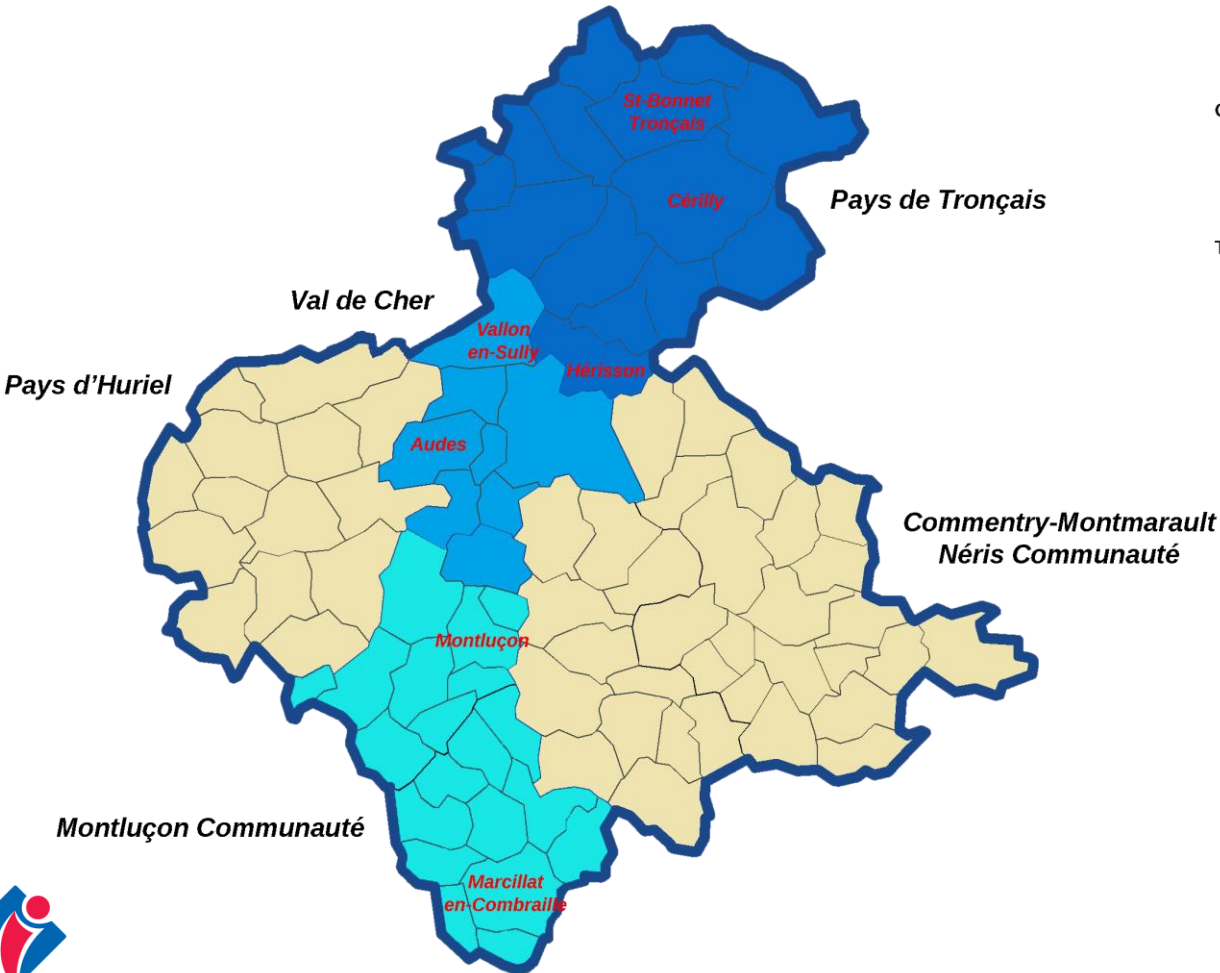 St-Bonnet
Tronçais
Cérilly
Pays de Tronçais
Val de Cher
Vallon
en-Sully
Hérisson
Pays d’Huriel
Audes
Commentry-Montmarault
Néris Communauté
Montluçon
Montluçon Communauté
Marcillat
en-Combraille